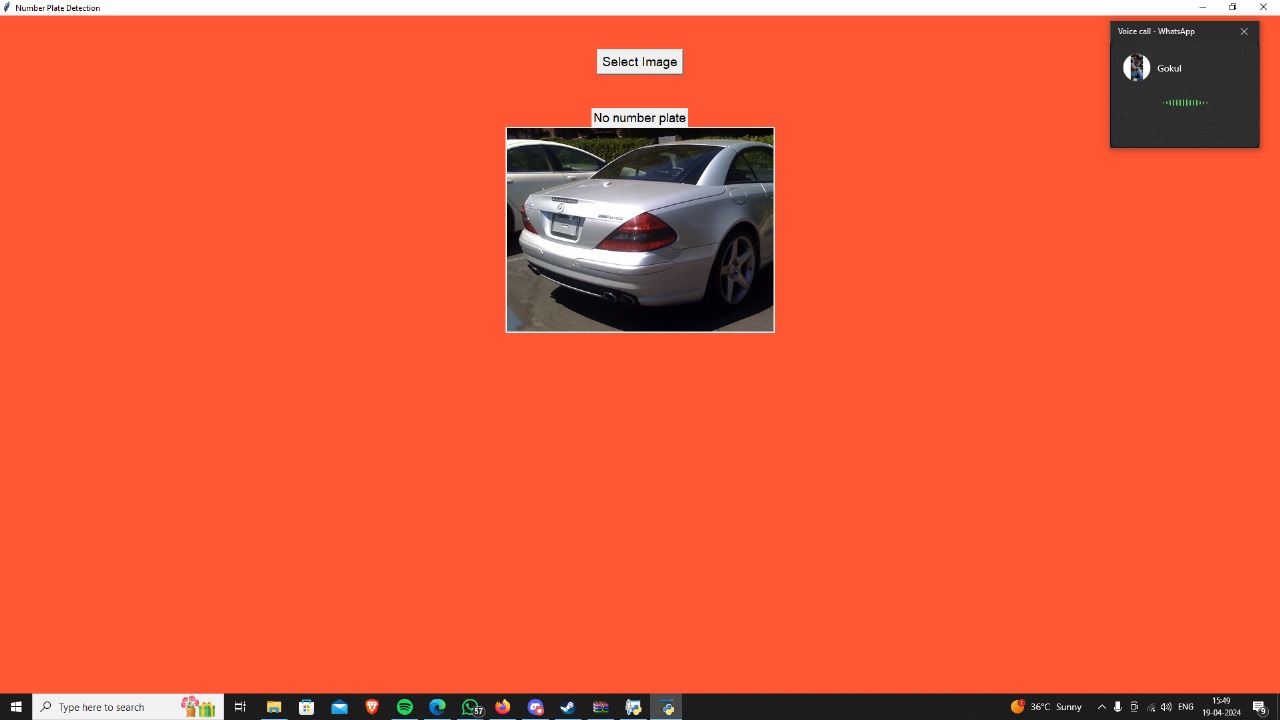 Number Plate Detection
Voice call - WhatsApp
Gokul
Select Image
No number plate
AMG
57
Type here to search
36°C Sunny
ENG
15:49
19-04-2024
9